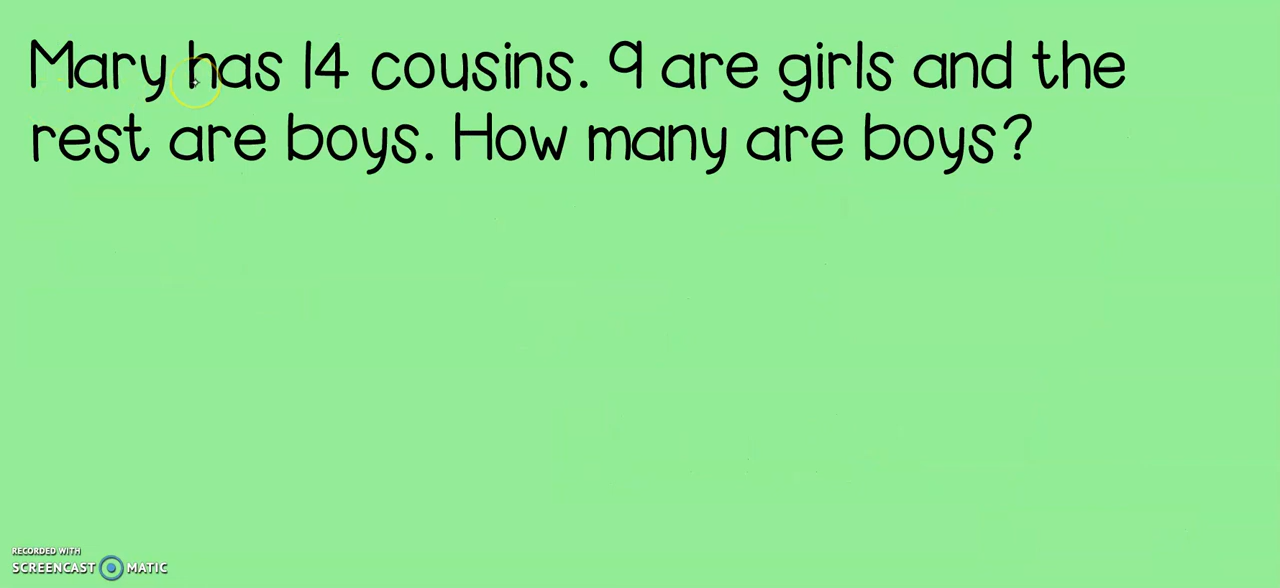 Mary has 14 cousins. 9 are girls and the
rest are boys. How many are boys?
RECORDED WITH
SCREENCAST MATIC